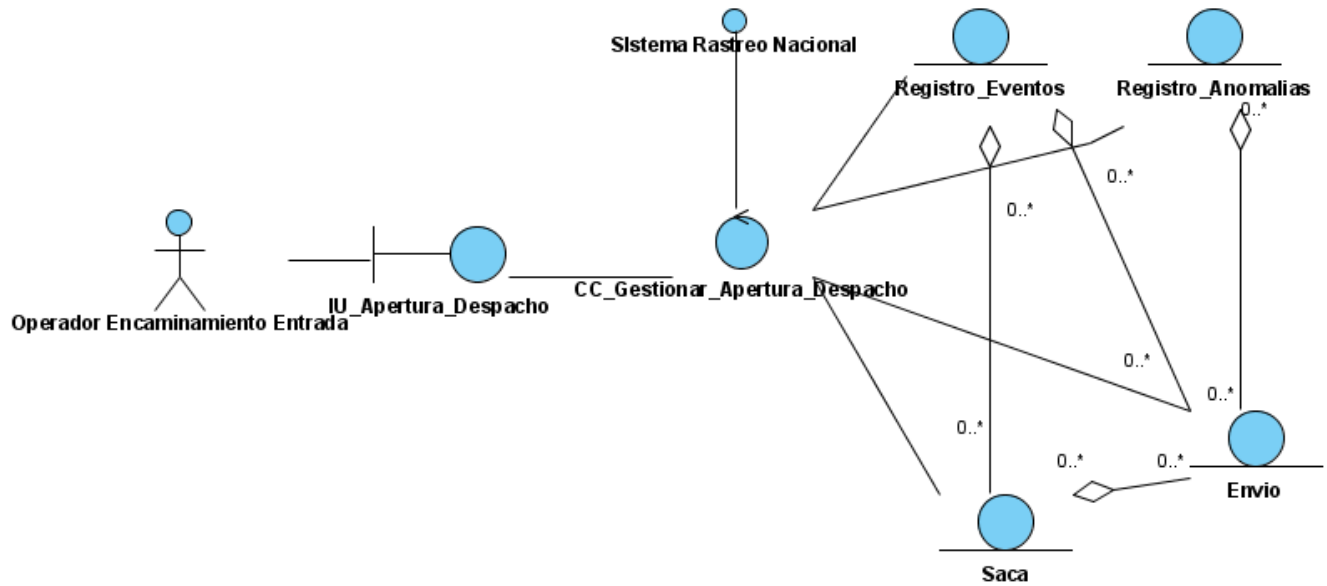 SIstema Rastreo Nacional
Registro_Eventos
Registro_Anomalias
0..*
0..*
0..*
Operador Encaminamiento Entrada
IU_Apertura_Despacho
CC_Gestionar_Apertura_Despacho
0..*
0..*
0..*
0..*
0..*
Envio
Saca